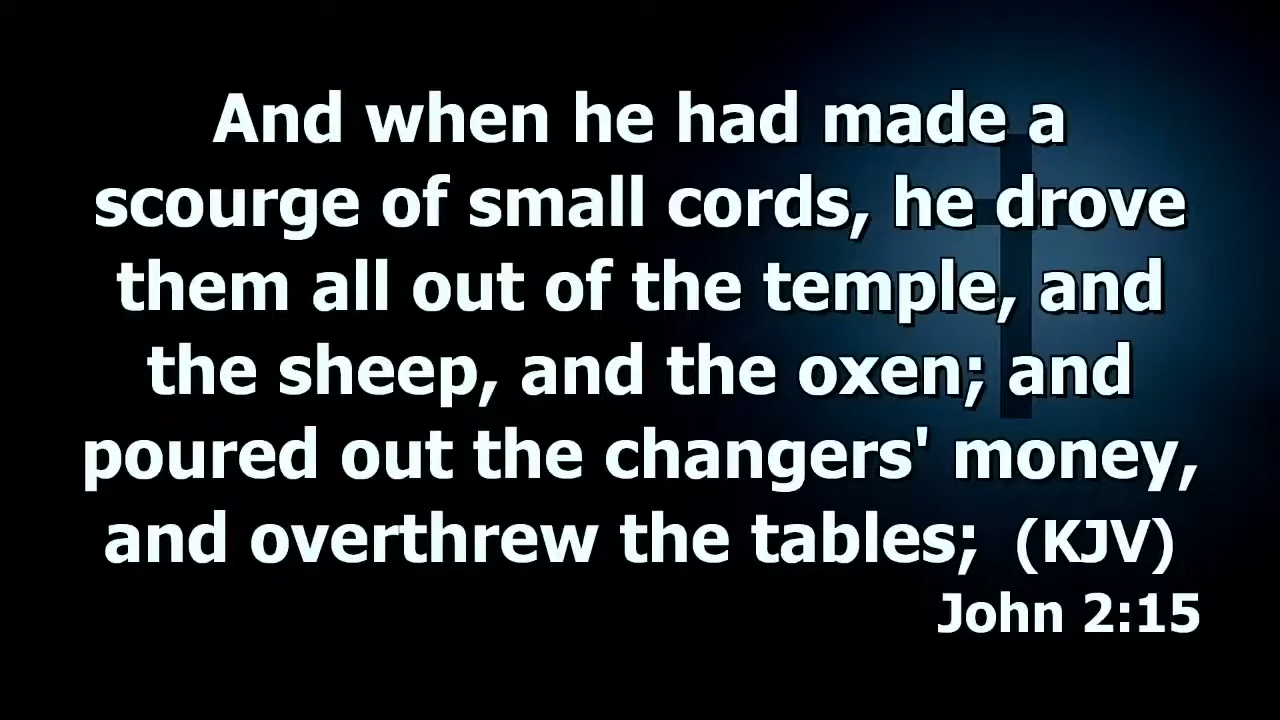 And when he had made a
scourge of small cords, he drove
them all out of the temple, and
the sheep, and the oxen; and
poured out the changers' money,
and overthrew the tables; (KJV)
John 2:15